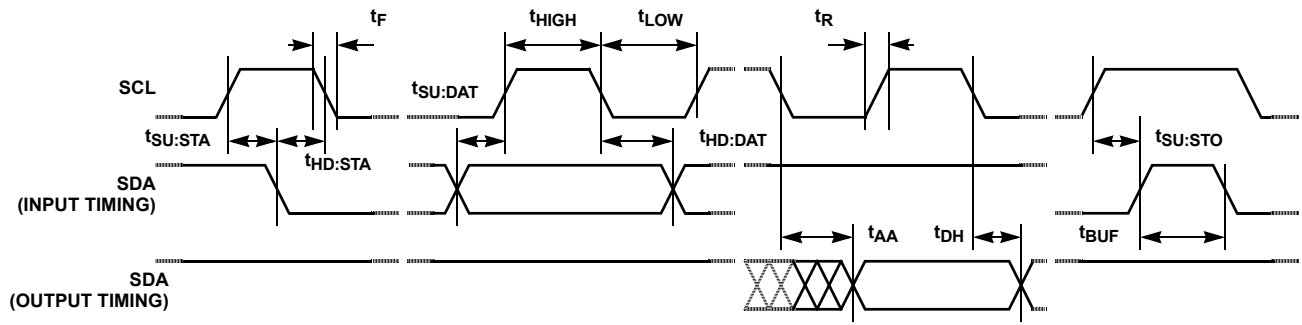 tF
tHIGH
tLOW
tR
SCL
tSU:DAT
tSU:STA
tHD:STA
tHD:DAT
tSU:STO
SDA
(INPUT TIMING)
tAA
tDH
tBUF
SDA
(OUTPUT TIMING)